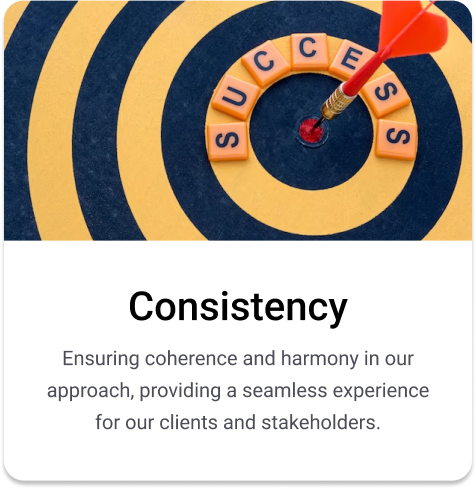 SUCCESS
Consistency
Ensuring coherence and harmony in our
approach, providing a seamless experience
for our clients and stakeholders.